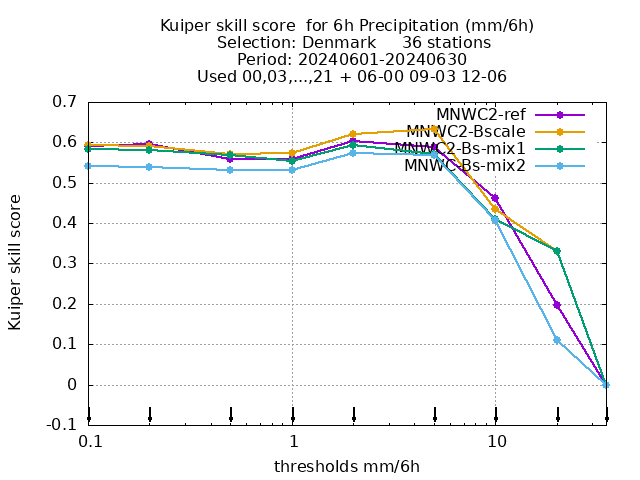 Kuiper skill score  for 6h Precipitation (mm/6h)
Selection: Denmark     36 stations
Period: 20240601-20240630
Used 00,03,...,21 + 06-00 09-03 12-06
MNWC2-ref
MNWC2-Bscale
MNWC2-Bs-mix1
MNWC-Bs-mix2
Kuiper skill score
0.7
0.6
0.5
0.4
0.3
0.2
0.1
0
-0.1
0.1
1
10
thresholds mm/6h